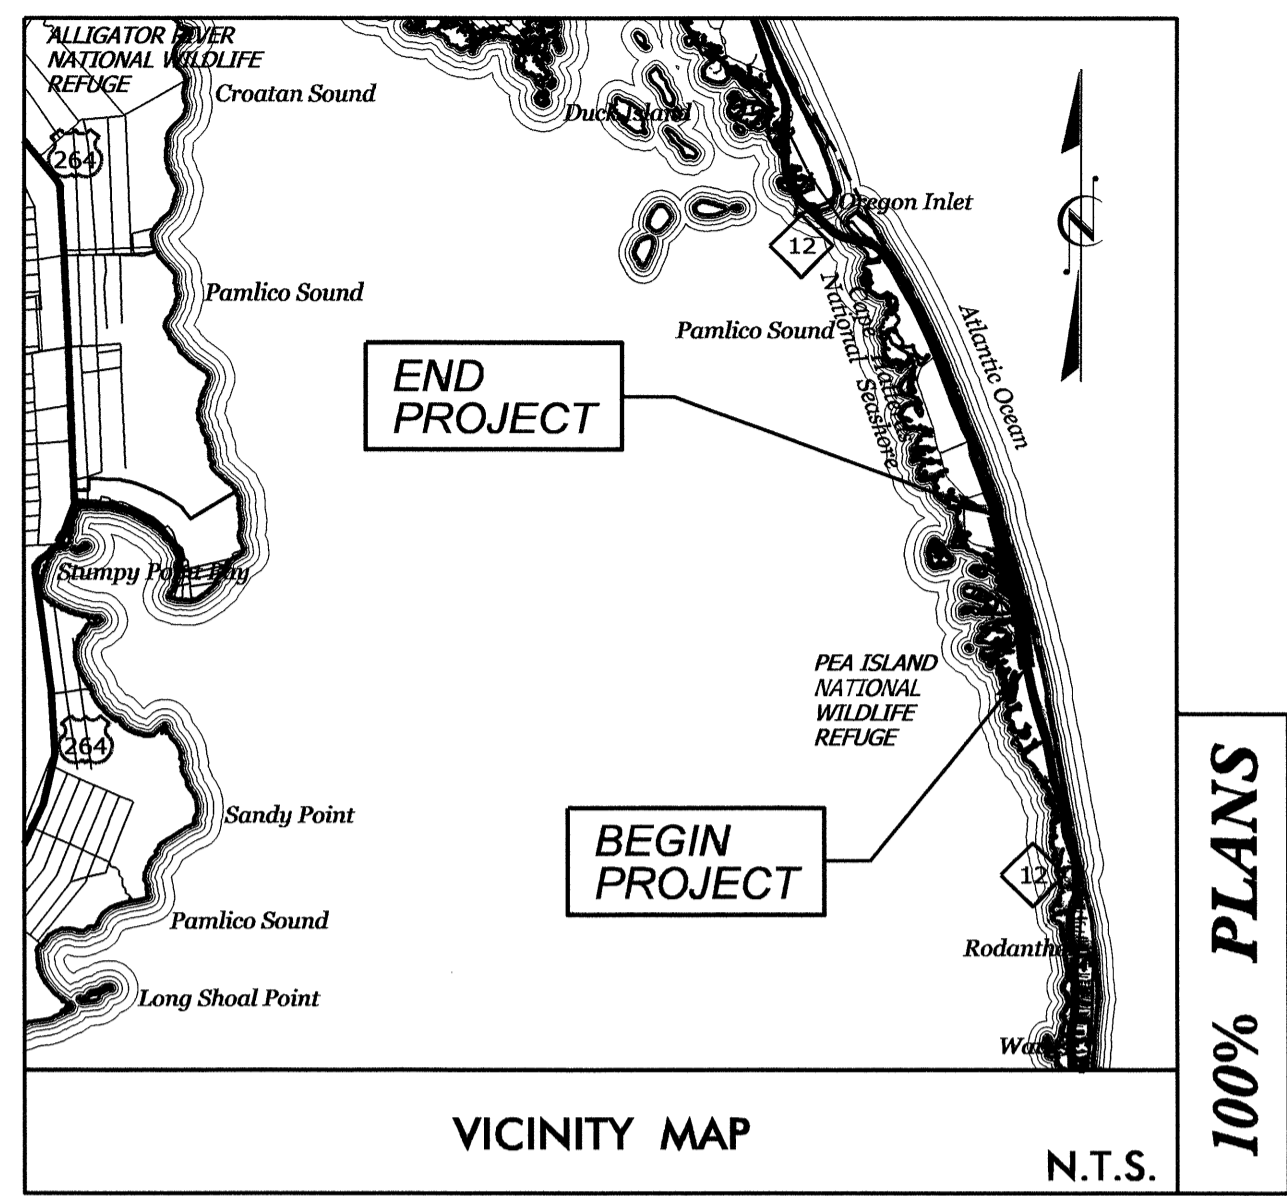 ALLIGATOR RIVER
NATIONAL WILDLIFE
REFUGE
Croatan Sound
Duck Island
264
Oregon Inlet
12
Pamlico Sound
Pamlico Sound
Cape Hatteras
National Seashore
Atlantic Ocean
END
PROJECT
Stumpy Point Bay
PEA ISLAND
NATIONAL
WILDLIFE
REFUGE
264
Sandy Point
BEGIN
PROJECT
12
Pamlico Sound
Rodanthe
Long Shoal Point
VICINITY MAP
N.T.S.
100% PLANS